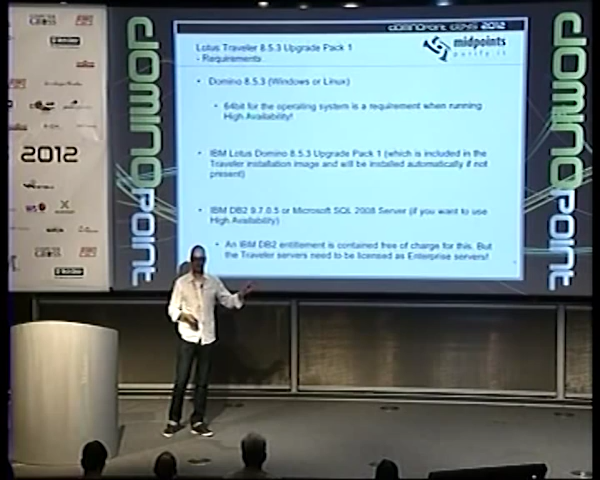 DOMINOPOINT DAYS 2012
Lotus Traveler 8.5.3 Upgrade Pack 1
- Requirements
midpoints
• Domino 8.5.3 (Windows or Linux)
• 64bit for the operating system is a requirement when running
High Availability!
• IBM Lotus Domino 8.5.3 Upgrade Pack 1 (which is included in the
Traveler installation image and will be installed automatically if not
present)
• IBM DB2 9.7.0.5 or Microsoft SQL 2008 Server (if you want to use
High Availability)
• An IBM DB2 entitlement is contained free of charge for this. But
the Traveler servers need to be licensed as Enterprise servers!
2012
DOMINO
POINT
DOMINO
POINT